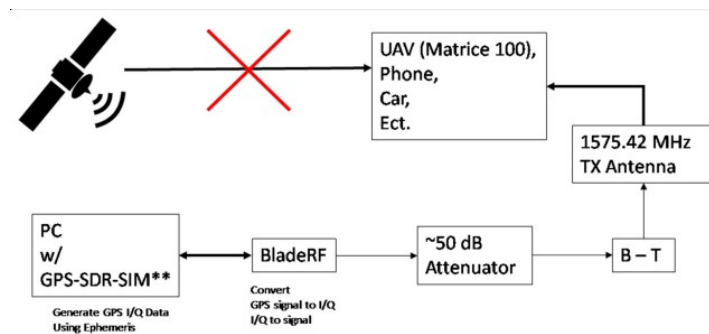 UAV (Matrice 100),
Phone,
Car,
Ect.
1575.42 MHz
TX Antenna
PC
w/
GPS-SDR-SIM**
BladeRF
~50 dB
Attenuator
B – T
Generate GPS I/Q Data
Using Ephemeris
Convert
GPS signal to I/Q
I/Q to signal